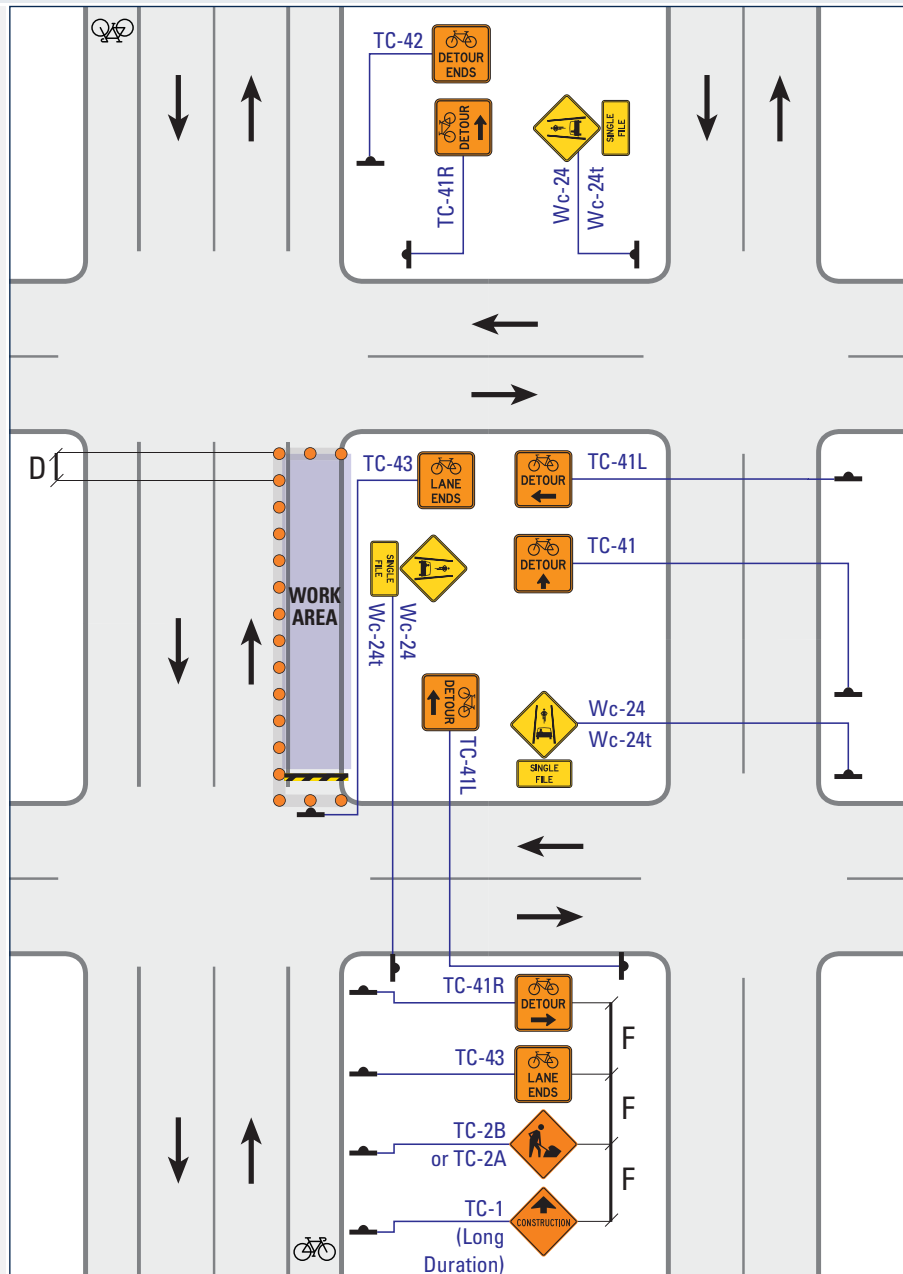 TC-42
DETOUR
ENDS
DETOUR
TC-41R
SINGLE
FILE
Wc-24
Wc-24t
D
TC-43
LANE
ENDS
DETOUR
TC-41L
SINGLE
FILE
Wc-24t
Wc-24
DETOUR
TC-41
WORK
AREA
DETOUR
TC-41L
Wc-24
Wc-24t
SINGLE
FILE
TC-41R
DETOUR
F
TC-43
LANE
ENDS
F
TC-2B
or TC-2A
F
TC-1
(Long
Duration)
CONSTRUCTION